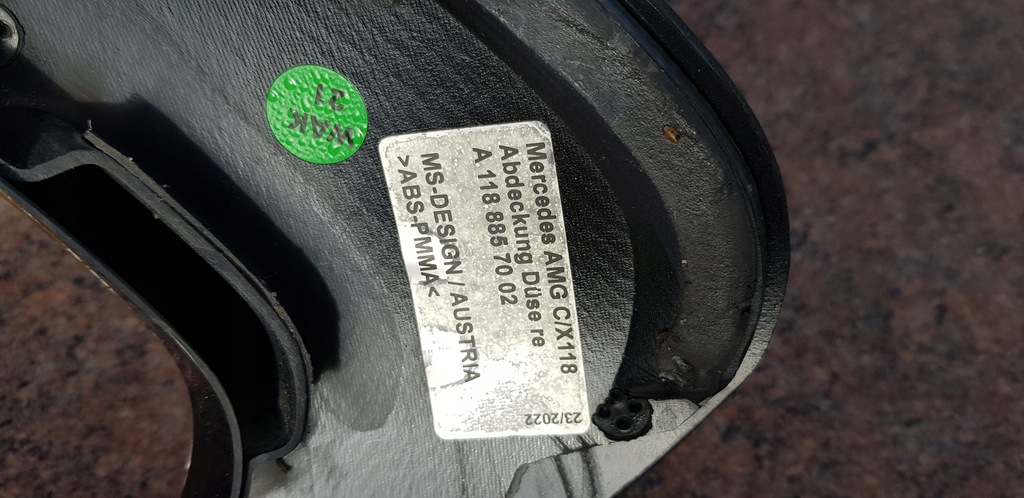 WAK
21
Mercedes AMG C/X118
Abdeckung Düse re
A 118 885 70 02
MS-DESIGN / AUSTRIA
>ABS-PMMA<
23/2022